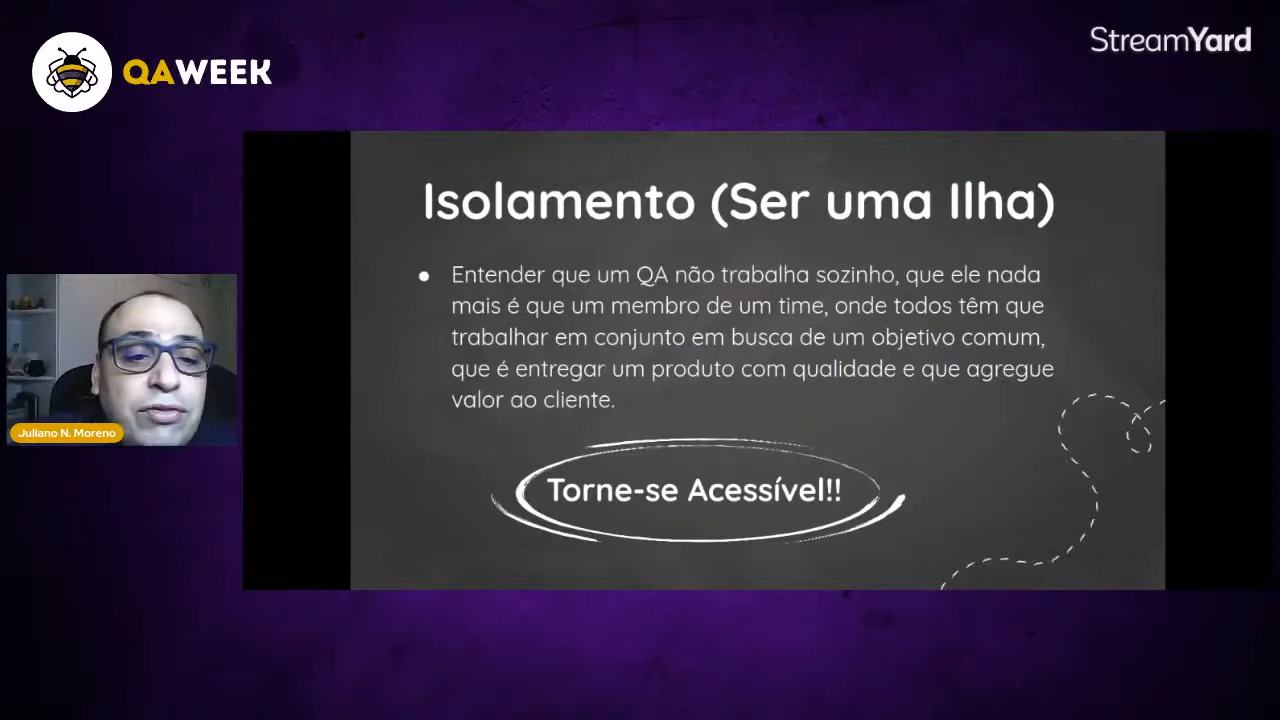 QAWEEK
StreamYard
Isolamento (Ser uma Ilha)
● Entender que um QA não trabalha sozinho, que ele nada
mais é que um membro de um time, onde todos têm que
trabalhar em conjunto em busca de um objetivo comum,
que é entregar um produto com qualidade e que agregue
valor ao cliente.
Juliano N. Moreno
Torne-se Acessível!!